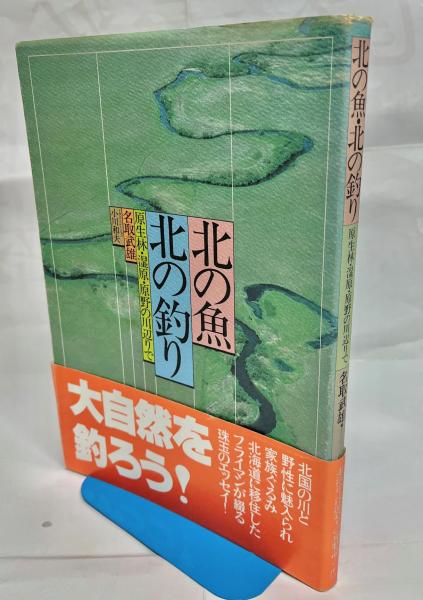 北の魚
北の釣り
原生林・湿原・原野の川辺りで
名取武雄
小川和夫
大自然を
釣ろう!
北国の川と
野性に魅入られ
家族ぐるみ
北海道に移住した
フライマンが綴る
珠玉のエッセイ!
北の魚・北の釣り
原生林・湿原・原野の川辺りで
名取武雄